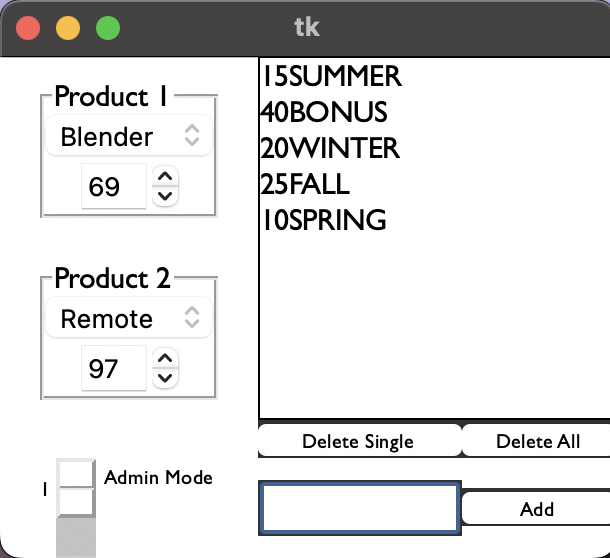 tk
Product 1
Blender
69
Product 2
Remote
97
1
Admin Mode
15SUMMER
40BONUS
20WINTER
25FALL
10SPRING
Delete Single
Delete All
Add